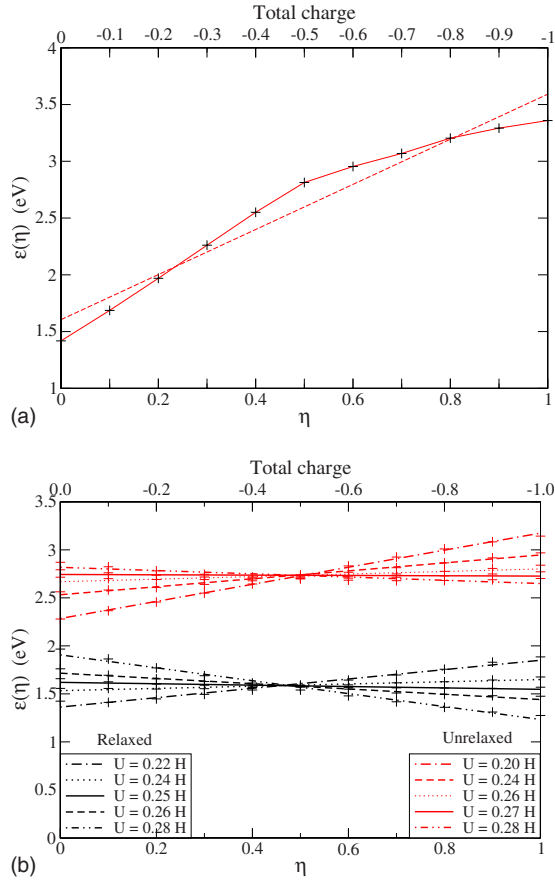 Total charge
0 -0.1 -0.2 -0.3 -0.4 -0.5 -0.6 -0.7 -0.8 -0.9 -1
4
3.5
3
2.5
2
1.5
1
ε(η) (eV)
0 0.2 0.4 0.6 0.8 1
η
(a)
Total charge
0.0 -0.2 -0.4 -0.6 -0.8 -1.0
3.5
3
2.5
2
1.5
1
0.5
0
ε(η) (eV)
Relaxed
U = 0.22 H
U = 0.24 H
U = 0.25 H
U = 0.26 H
U = 0.28 H
Unrelaxed
U = 0.20 H
U = 0.24 H
U = 0.26 H
U = 0.27 H
U = 0.28 H
0 0.2 0.4 0.6 0.8 1
η
(b)